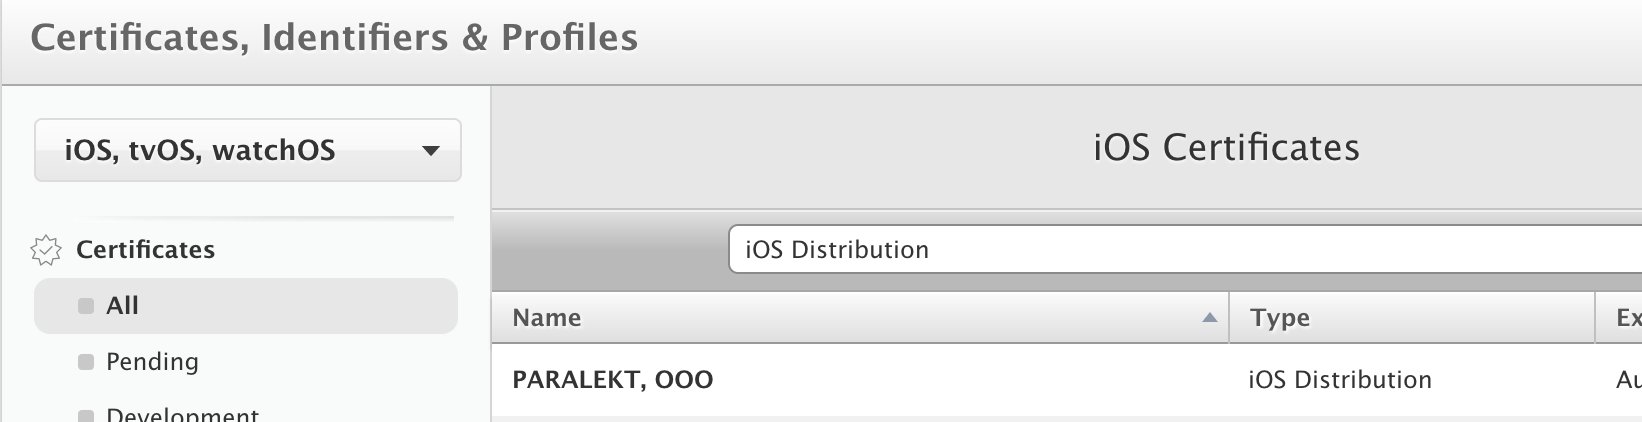 Certificates, Identifiers & Profiles
iOS, tvOS, watchOS
Certificates
All
Pending
Development
iOS Certificates
iOS Distribution
Name Type Ex
PARALEKT, OOO iOS Distribution Au